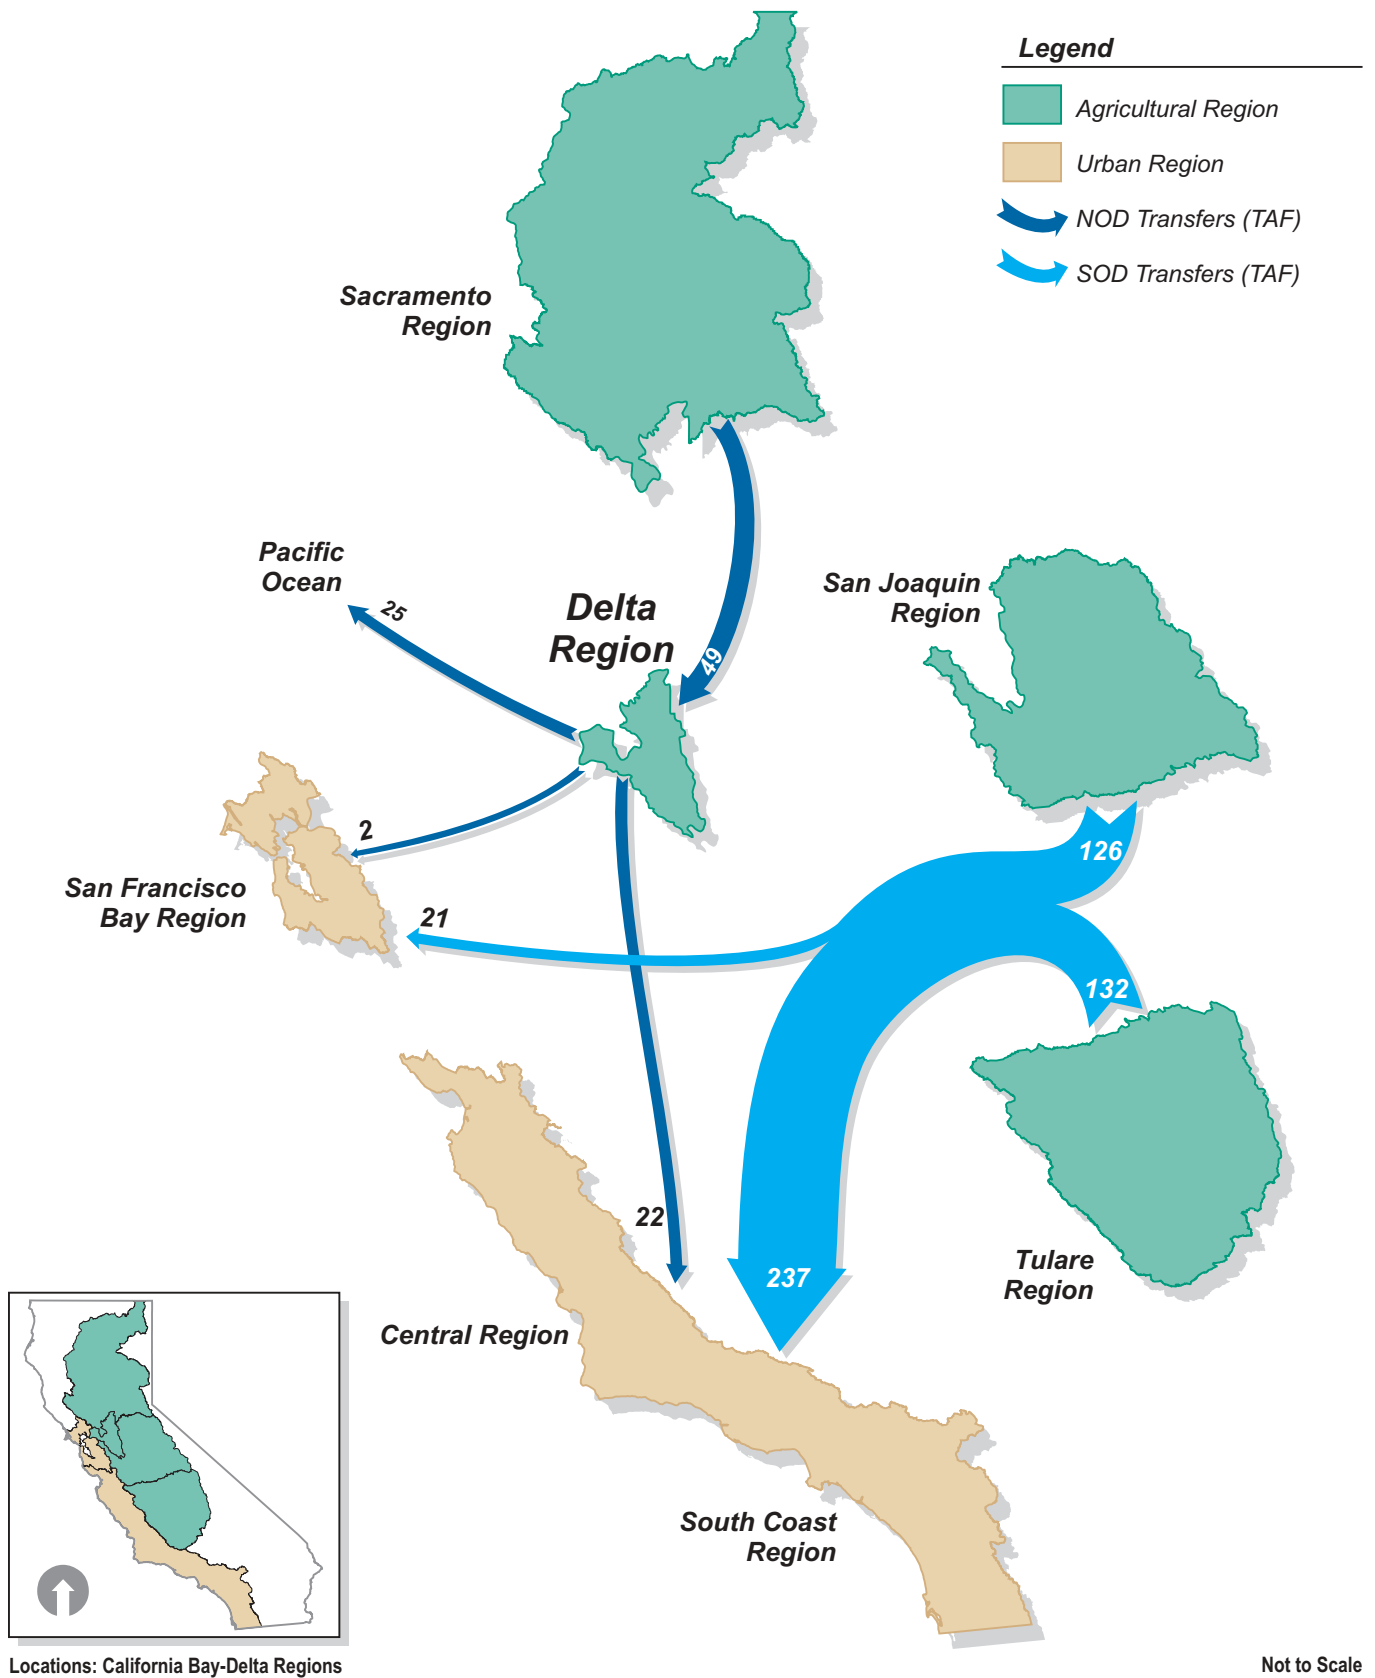 Legend
Agricultural Region
Urban Region
NOD Transfers (TAF)
SOD Transfers (TAF)
Sacramento
Region
Pacific
Ocean
25
Delta
Region
49
San Joaquin
Region
2
126
San Francisco
Bay Region
21
132
22
237
Tulare
Region
Central Region
South Coast
Region
Locations: California Bay-Delta Regions
Not to Scale